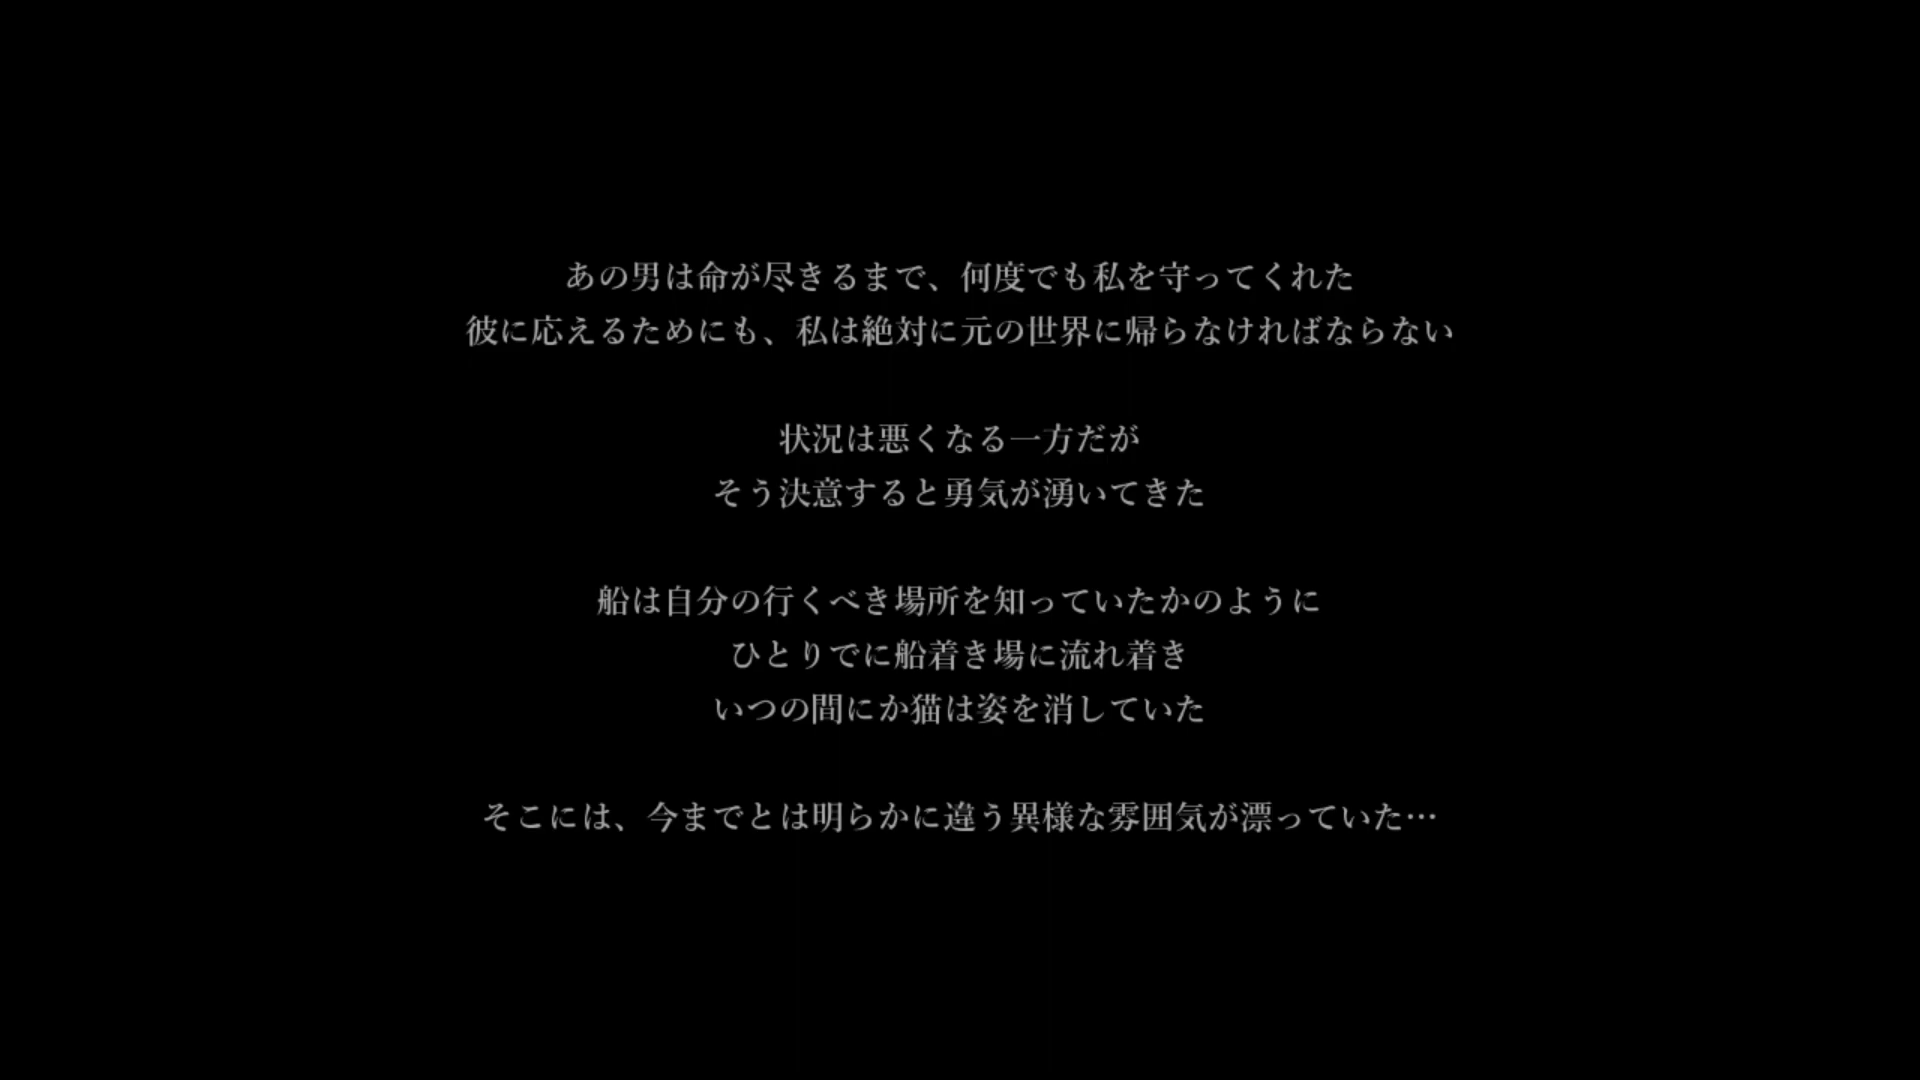 あの男は命が尽きるまで、何度でも私を守ってくれた
彼に応えるためにも、私は絶対に元の世界に帰らなければならない
状況は悪くなる一方だが
そう決意すると勇気が湧いてきた
船は自分の行くべき場所を知っていたかのように
ひとりでに船着き場に流れ着き
いつの間にか猫は姿を消していた
そこには、今までとは明らかに違う異様な雰囲気が漂っていた…